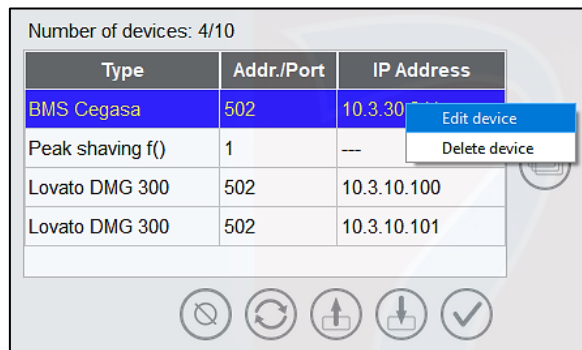 Number of devices: 4/10
Type Addr./Port IP Address
BMS Cegasa 502 10.3.30
Edit device
Peak shaving f() 1 ---
Delete device
Lovato DMG 300 502 10.3.10.100
Lovato DMG 300 502 10.3.10.101